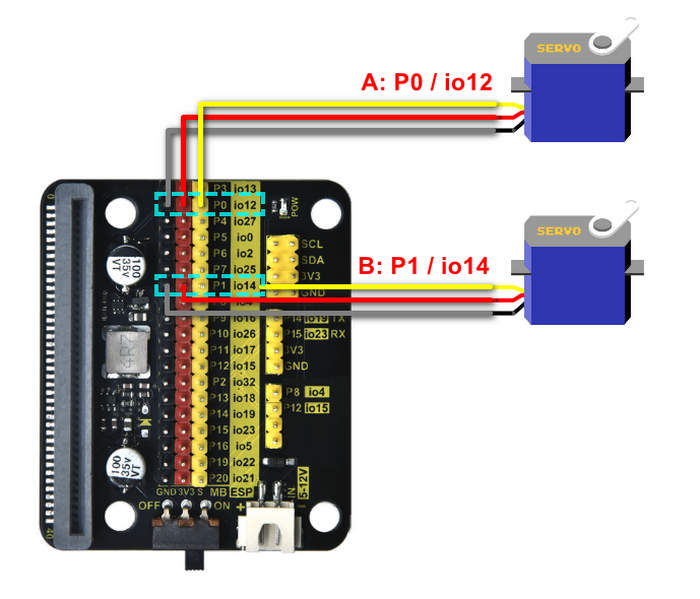 SERVO
A: P0 / io12
0
P3 io13
P0 io12
P4 io27
P5 io0
P6 io2
P7 io25
P1 io14
P9 io16
P10 io26
P11 io17
P12 io15
P2 io32
P13 io18
P14 io19
P15 io23
P16 io5
P19 io22
P20 io21
GND 3V3 S MB ESP
OFF ON + −
POW
SCL
SDA
3V3
GND
P14 io19 TX
P15 io23 RX
3V3
GND
P8 io4
P12 io15
IN
5-12V
100
35V
VT
4R7
100
35V
VT
40
SERVO
B: P1 / io14